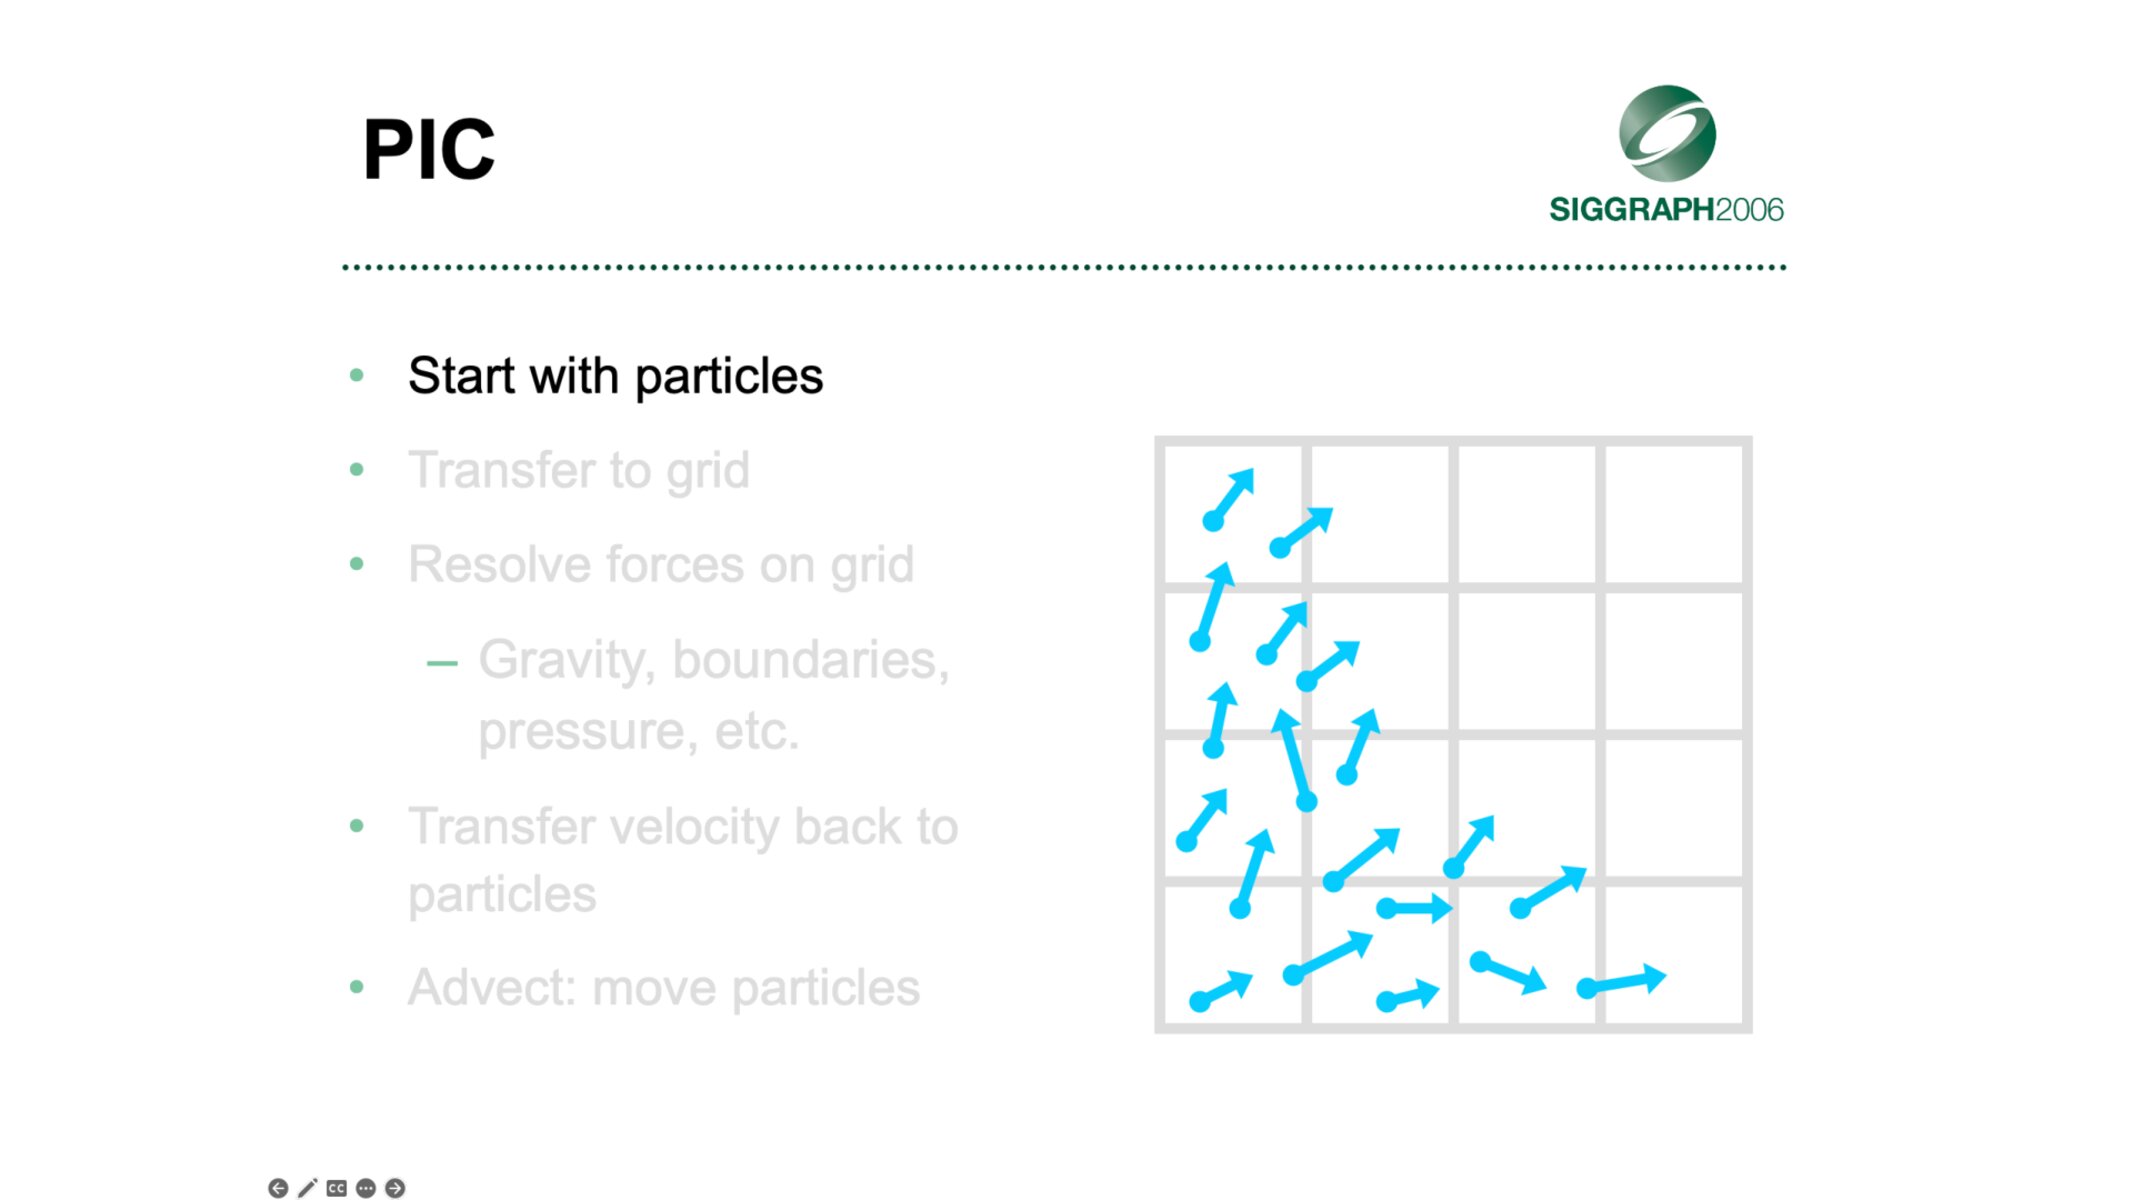 PIC
SIGGRAPH2006
• Start with particles
• Transfer to grid
• Resolve forces on grid
– Gravity, boundaries,
pressure, etc.
• Transfer velocity back to
particles
• Advect: move particles
CC